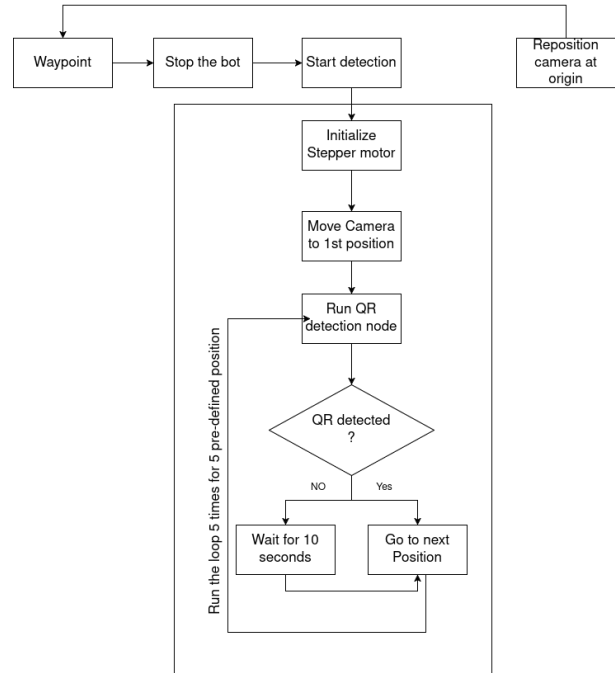 Waypoint
Stop the bot
Start detection
Reposition
camera at
origin
Initialize
Stepper motor
Move Camera
to 1st position
Run QR
detection node
Run the loop 5 times for 5 pre-defined position
QR detected
?
NO
Yes
Wait for 10
seconds
Go to next
Position